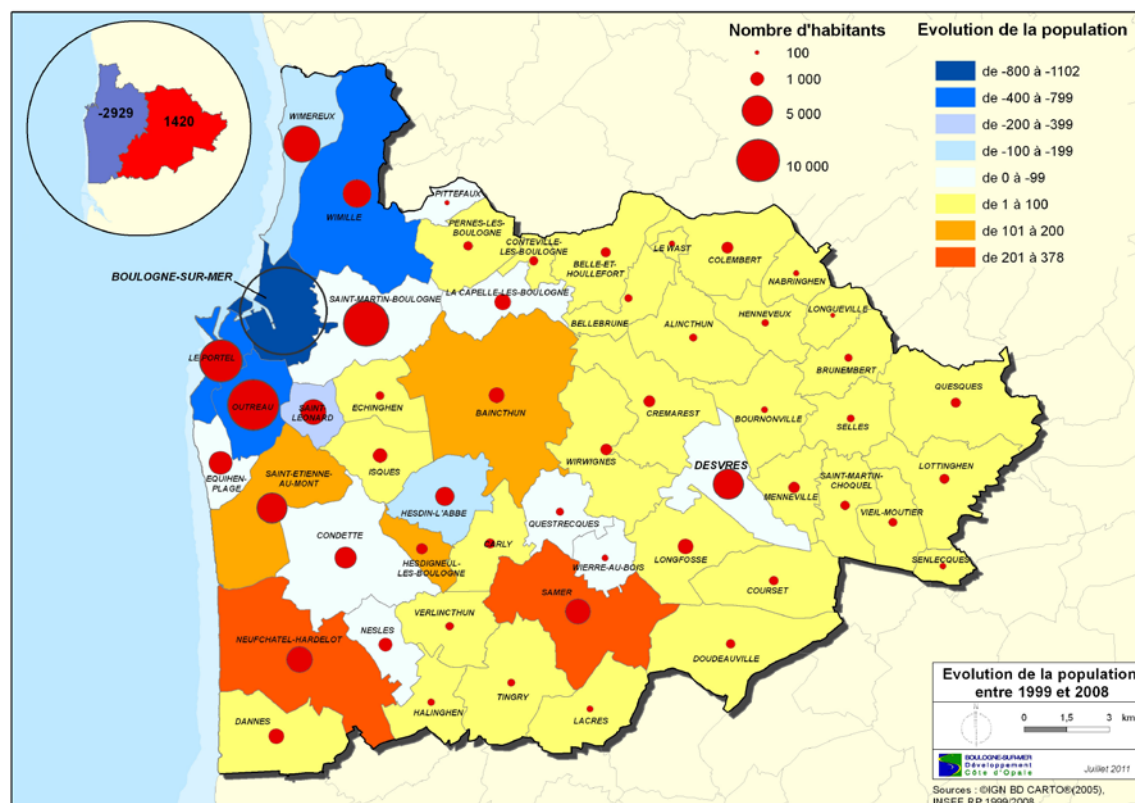 -2929
1420
Nombre d'habitants
100
1 000
5 000
10 000
Evolution de la population
de -800 à -1102
de -400 à -799
de -200 à -399
de -100 à -199
de 0 à -99
de 1 à 100
de 101 à 200
de 201 à 378
WIMEREUX
WIMILLE
PITTEFAUX
PERNES-LES-
BOULOGNE
CONTEVILLE-
LES-BOULOGNE
BELLE-ET-
HOULLEFORT
LE WAST
COLEMBERT
NABRINGHEN
BOULOGNE-SUR-MER
SAINT-MARTIN-BOULOGNE
LA CAPELLE-LES-BOULOGNE
BELLEBRUNE
ALINCTHUN
HENNEVEUX
LONGUEVILLE
BRUNEMBERT
LE PORTEL
OUTREAU
SAINT-
LEONARD
ECHINGHEN
BAINCTHUN
CREMAREST
BOURNONVILLE
SELLES
QUESQUES
EQUIHEN-
PLAGE
SAINT-ETIENNE-
AU-MONT
ISQUES
WIRWIGNES
DESVRES
MENNEVILLE
SAINT-MARTIN-
CHOQUEL
LOTTINGHEN
VIEIL-MOUTIER
HESDIN-L'ABBE
QUESTRECQUES
CONDETTE
HESDIGNEUL-
LES-BOULOGNE
CARLY
WIERRE-AU-BOIS
LONGFOSSE
SENLECQUES
COURSET
SAMER
NEUFCHATEL-HARDELOT
NESLES
VERLINCTHUN
DOUDEAUVILLE
TINGRY
HALINGHEN
LACRES
DANNES
Evolution de la population
entre 1999 et 2008
N
0 1,5 3 km
BOULOGNE-SUR-MER
Développement
Côte d'Opale
Juillet 2011
Sources : ©IGN BD CARTO®(2005),
INSEE RP 1999/2008